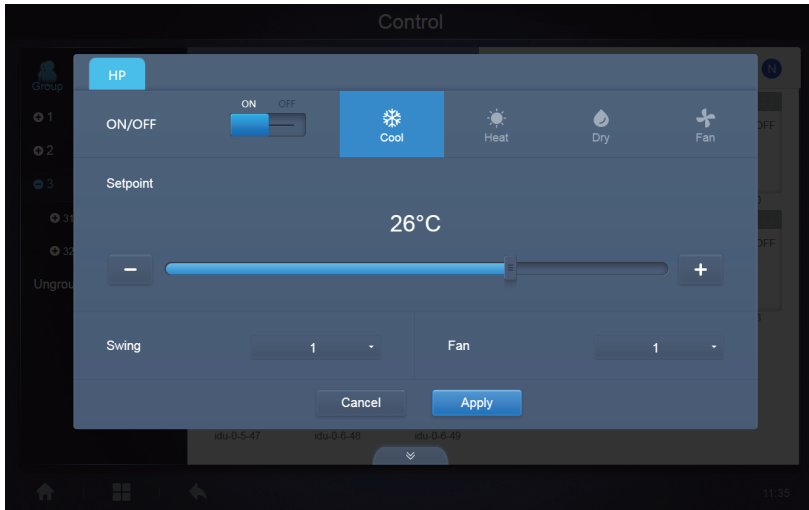 Control
HP
N
Group
ON OFF
ON/OFF
Cool
Heat
Dry
Fan
1
OFF
2
3
Setpoint
31
26°C
32
OFF
Ungrou
Swing
1
Fan
1
Cancel
Apply
idu-0-5-47
idu-0-6-48
idu-0-6-49
11:35